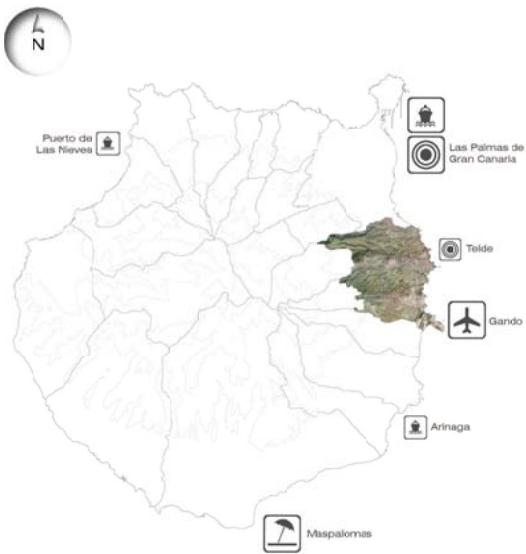 N
Puerto de
Las Nieves
Las Palmas de
Gran Canaria
Telde
Gando
Arinaga
Maspalomas